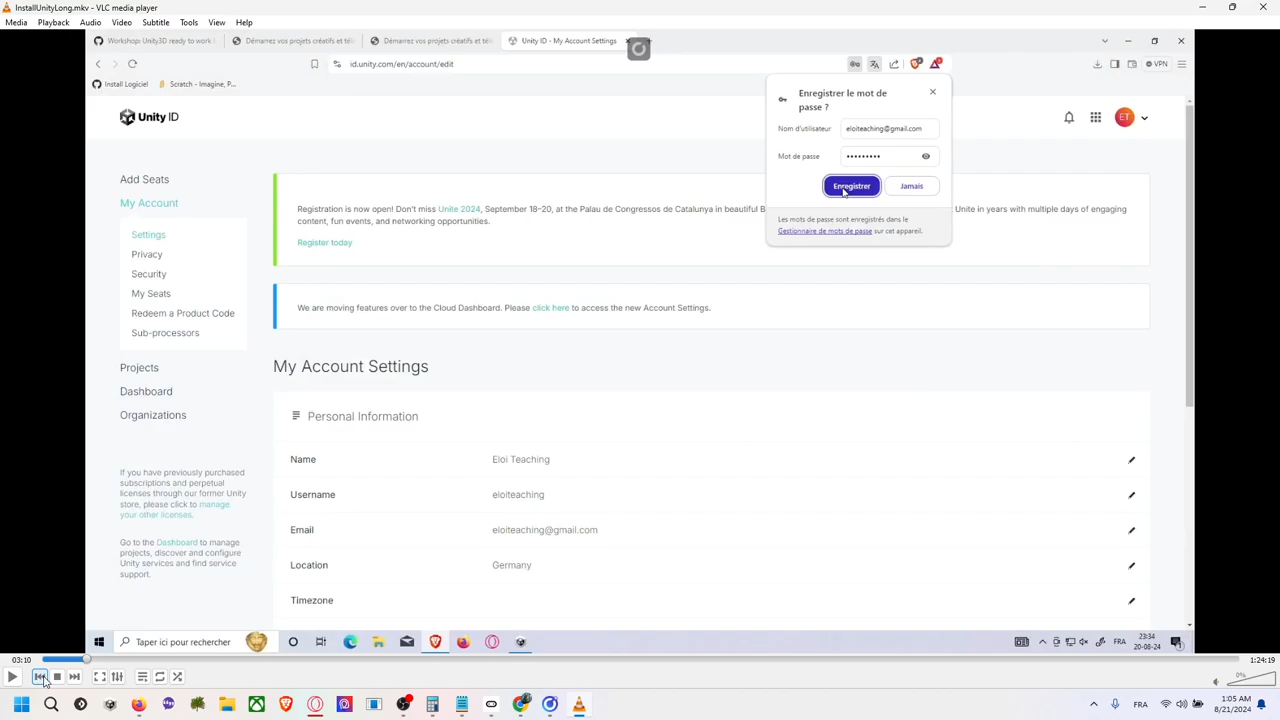 InstallUnityLong.mkv - VLC media player
Media Playback Audio Video Subtitle Tools View Help
Workshop: Unity3D ready to work
Démarrez vos projets créatifs et tél
Démarrez vos projets créatifs et tél
Unity ID - My Account Settings
id.unity.com/en/account/edit
VPN
Install Logiciel
Scratch - Imagine, P...
Enregistrer le mot de
passe ?
Nom d'utilisateur
eloiteaching@gmail.com
Mot de passe
•••••••••
Enregistrer
Jamais
Les mots de passe sont enregistrés dans le
Gestionnaire de mots de passe sur cet appareil.
Unity ID
ET
Add Seats
My Account
Settings
Privacy
Security
My Seats
Redeem a Product Code
Sub-processors
Projects
Dashboard
Organizations
If you have previously purchased
subscriptions and perpetual
licenses through our former Unity
store, please click to manage
your other licenses.
Go to the Dashboard to manage
projects, discover and configure
Unity services and find service
support.
Registration is now open! Don't miss Unite 2024, September 18–20, at the Palau de Congressos de Catalunya in beautiful B
Unite in years with multiple days of engaging
content, fun events, and networking opportunities.
Register today
We are moving features over to the Cloud Dashboard. Please click here to access the new Account Settings.
My Account Settings
Personal Information
Name
Eloi Teaching
Username
eloiteaching
Email
eloiteaching@gmail.com
Location
Germany
Timezone
Taper ici pour rechercher
FRA
23:34
20-08-24
03:10
1:24:19
0%
FRA
1:05 AM
8/21/2024